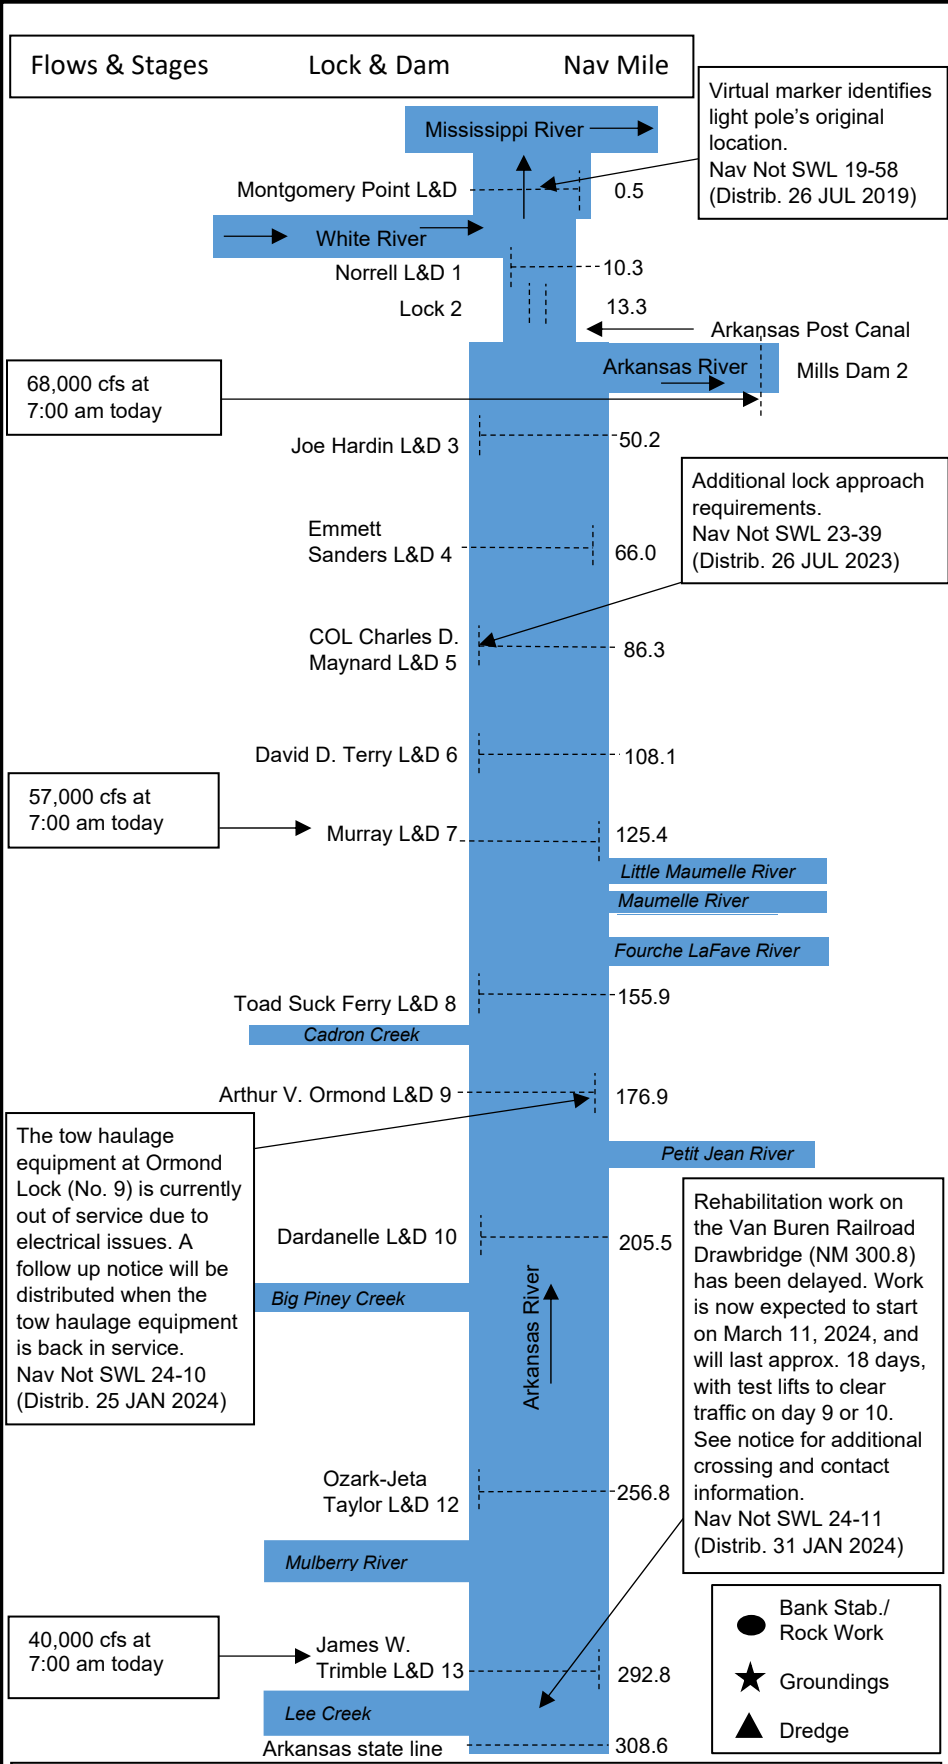 Flows & Stages Lock & Dam Nav Mile
Virtual marker identifies
light pole's original
location.
Nav Not SWL 19-58
(Distrib. 26 JUL 2019)
Mississippi River
Montgomery Point L&D 0.5
White River
Norrell L&D 1 10.3
Lock 2 13.3
Arkansas Post Canal
Arkansas River
Mills Dam 2
68,000 cfs at
7:00 am today
Joe Hardin L&D 3 50.2
Additional lock approach
requirements.
Nav Not SWL 23-39
(Distrib. 26 JUL 2023)
Emmett
Sanders L&D 4 66.0
COL Charles D.
Maynard L&D 5 86.3
David D. Terry L&D 6 108.1
57,000 cfs at
7:00 am today
Murray L&D 7 125.4
Little Maumelle River
Maumelle River
Fourche LaFave River
Toad Suck Ferry L&D 8 155.9
Cadron Creek
Arthur V. Ormond L&D 9 176.9
The tow haulage
equipment at Ormond
Lock (No. 9) is currently
out of service due to
electrical issues. A
follow up notice will be
distributed when the
tow haulage equipment
is back in service.
Nav Not SWL 24-10
(Distrib. 25 JAN 2024)
Petit Jean River
Dardanelle L&D 10 205.5
Big Piney Creek
Arkansas River
Rehabilitation work on
the Van Buren Railroad
Drawbridge (NM 300.8)
has been delayed. Work
is now expected to start
on March 11, 2024, and
will last approx. 18 days,
with test lifts to clear
traffic on day 9 or 10.
See notice for additional
crossing and contact
information.
Nav Not SWL 24-11
(Distrib. 31 JAN 2024)
Ozark-Jeta
Taylor L&D 12 256.8
Mulberry River
40,000 cfs at
7:00 am today
James W.
Trimble L&D 13 292.8
Lee Creek
Arkansas state line 308.6
Bank Stab./
Rock Work
Groundings
Dredge